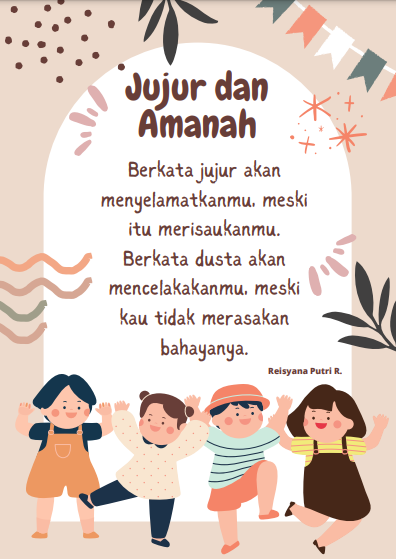 Jujur dan
Amanah
Berkata jujur akan
menyelamatkanmu, meski
itu merisaukanmu.
Berkata dusta akan
mencelakakanmu, meski
kau tidak merasakan
bahayanya.
Reisyana Putri R.